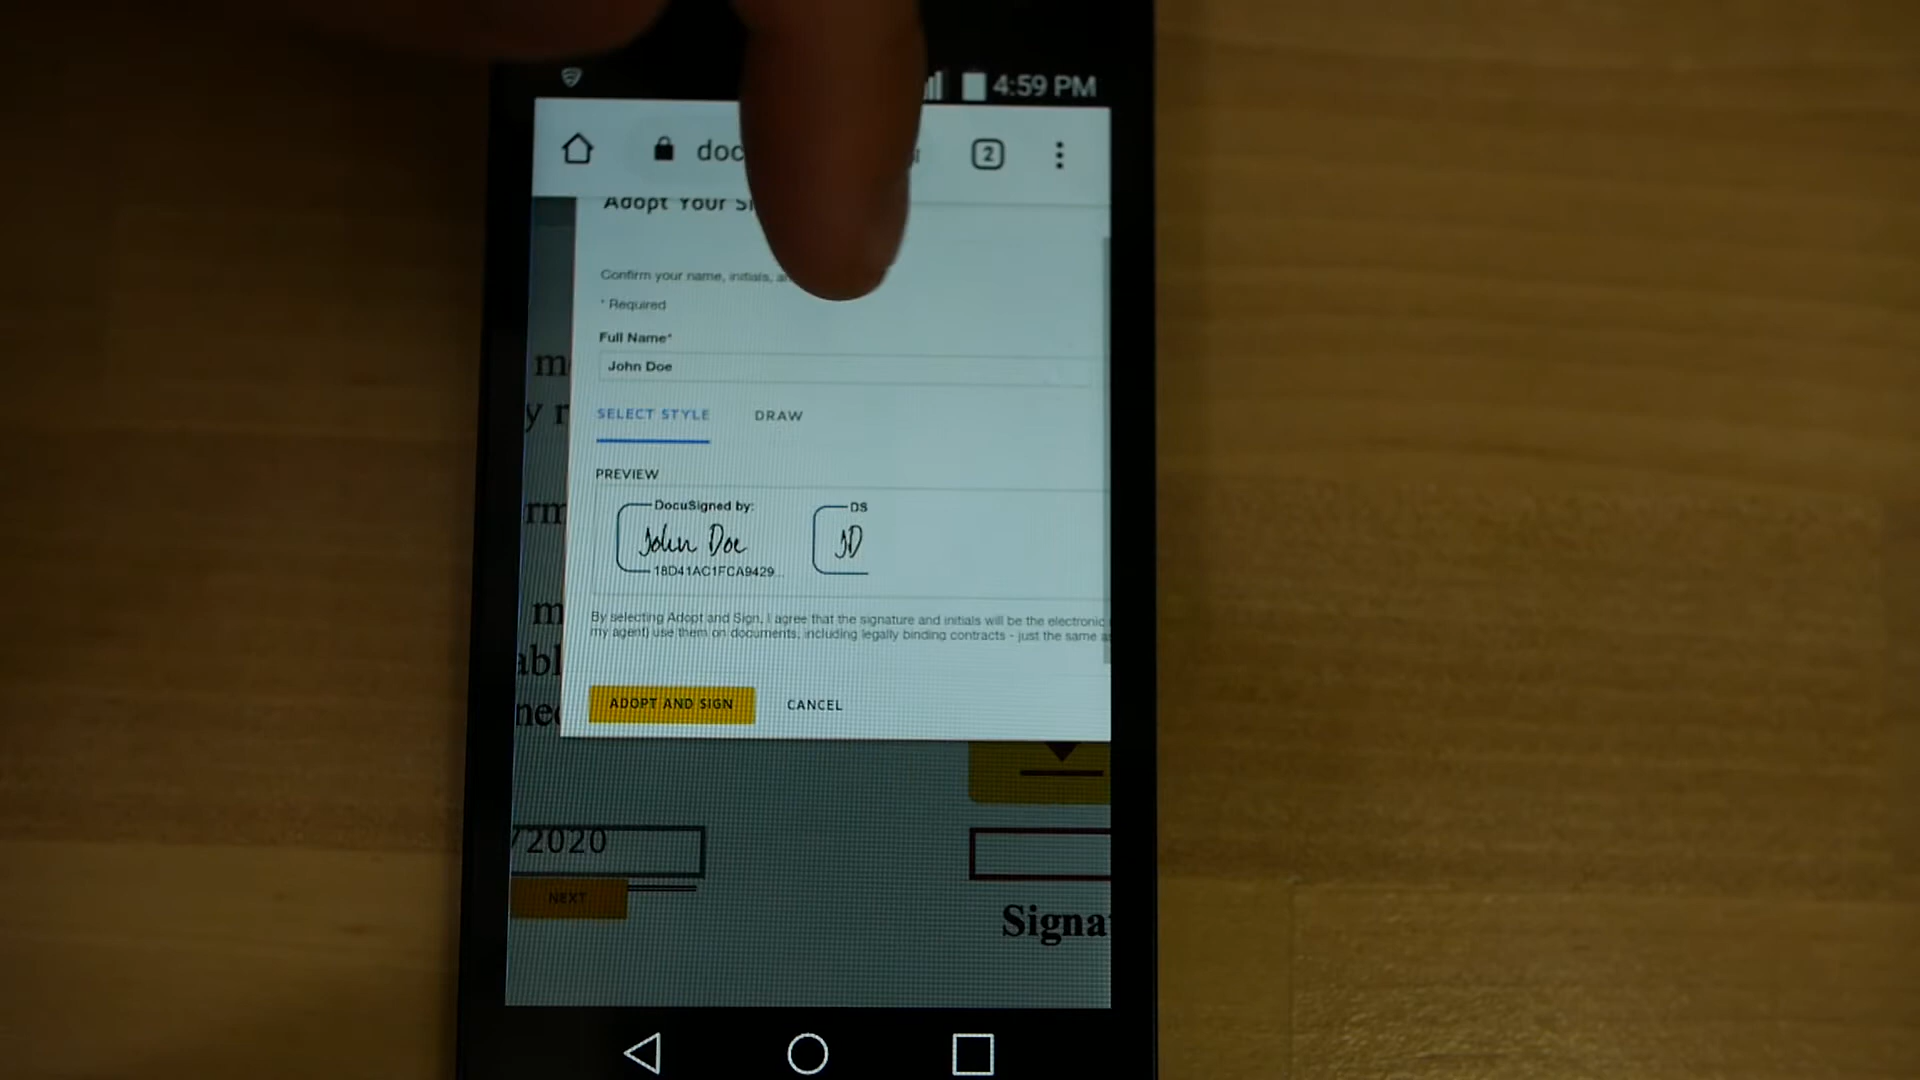 4:59 PM
doc
2
Adopt Your
Confirm your name, initials,
* Required
Full Name*
John Doe
SELECT STYLE DRAW
PREVIEW
DocuSigned by: DS
John Doe JD
18D41AC1FCA9429...
By selecting Adopt and Sign, I agree that the signature and initials will be the electronic
my agent) use them on documents, including legally binding contracts - just the same
ADOPT AND SIGN CANCEL
/2020
NEXT
Signa